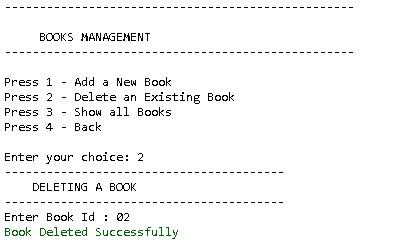 --------------------------------------------------
BOOKS MANAGEMENT
--------------------------------------------------
Press 1 - Add a New Book
Press 2 - Delete an Existing Book
Press 3 - Show all Books
Press 4 - Back
Enter your choice: 2
----------------------------------------
DELETING A BOOK
----------------------------------------
Enter Book Id : 02
Book Deleted Successfully